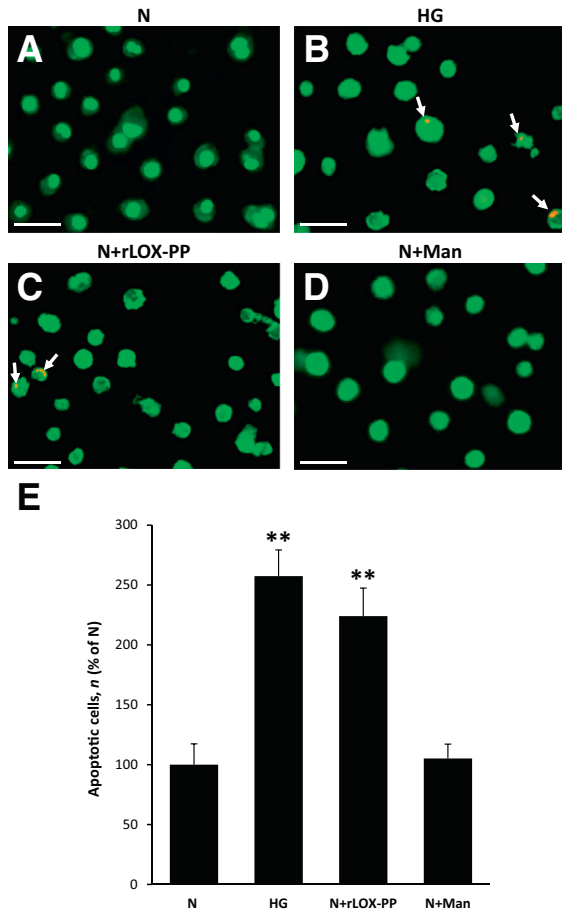 N
HG
A
B
N+rLOX-PP
N+Man
C
D
E
300
**
**
250
200
150
100
50
0
Apoptotic cells, n (% of N)
N HG N+rLOX-PP N+Man